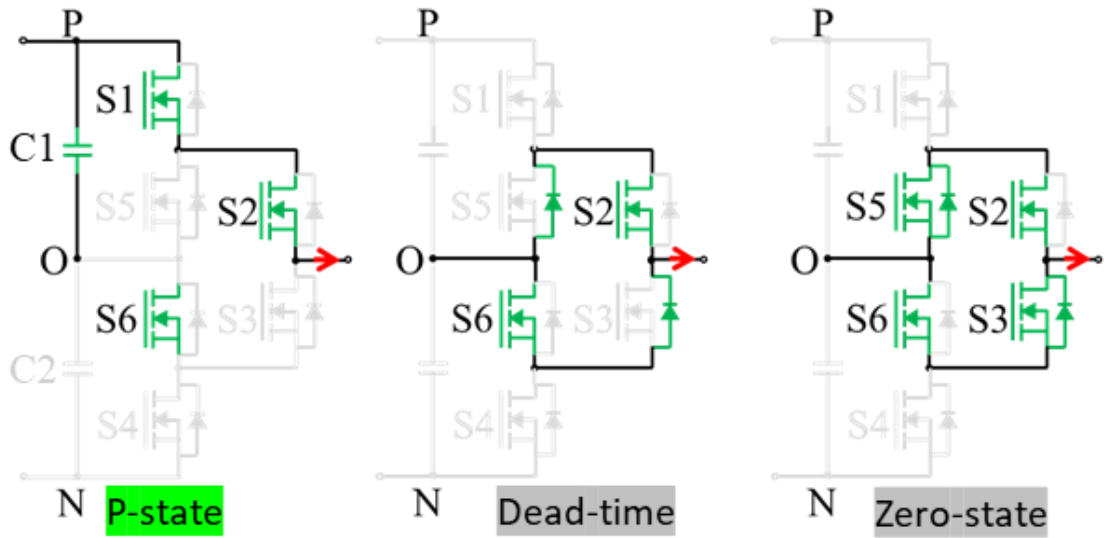 P
S1
C1
S5
S2
O
S6
S3
C2
S4
N
P-state
P
S1
S5
S2
O
S6
S3
S4
N
Dead-time
P
S1
S5
S2
O
S6
S3
S4
N
Zero-state